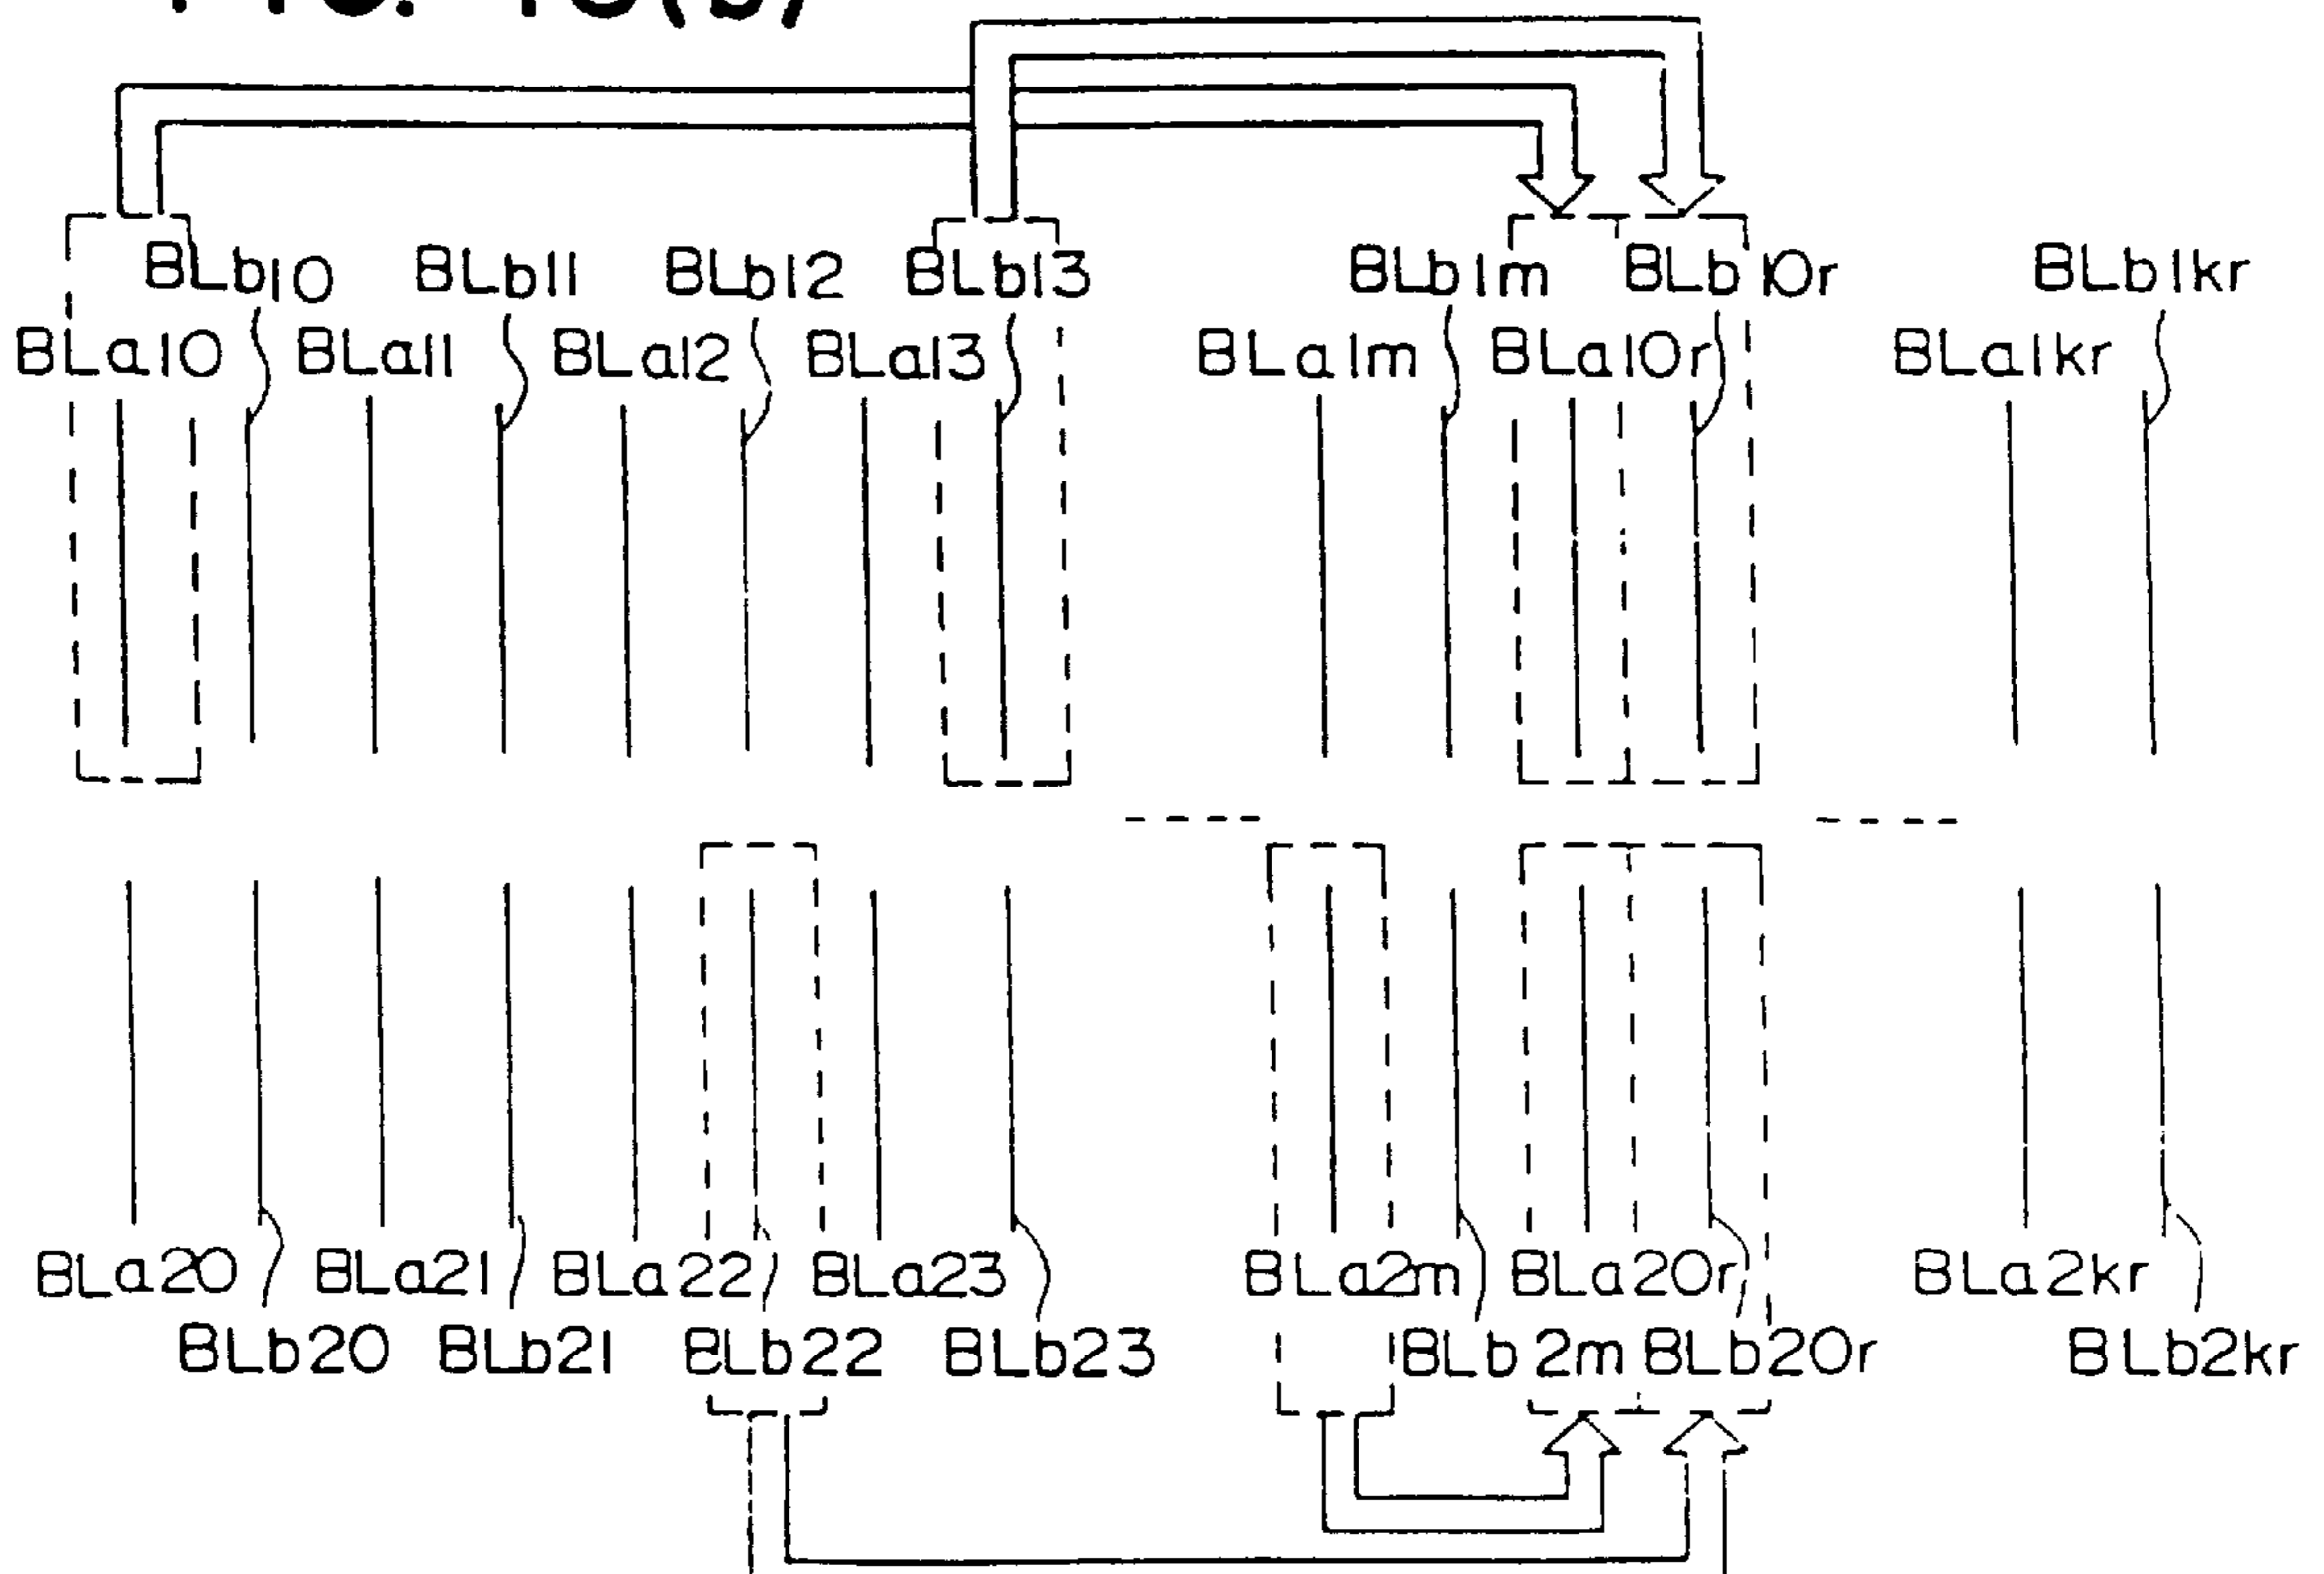 BLb10 BLb11 BLb12 BLb13 BLb1m BLb10r BLb1kr
BLa10 BLa11 BLa12 BLa13 BLa1m BLa10r BLa1kr
BLa20 BLa21 BLa22 BLa23 BLa2m BLa20r BLa2kr
BLb20 BLb21 BLb22 BLb23 BLb2m BLb20r BLb2kr